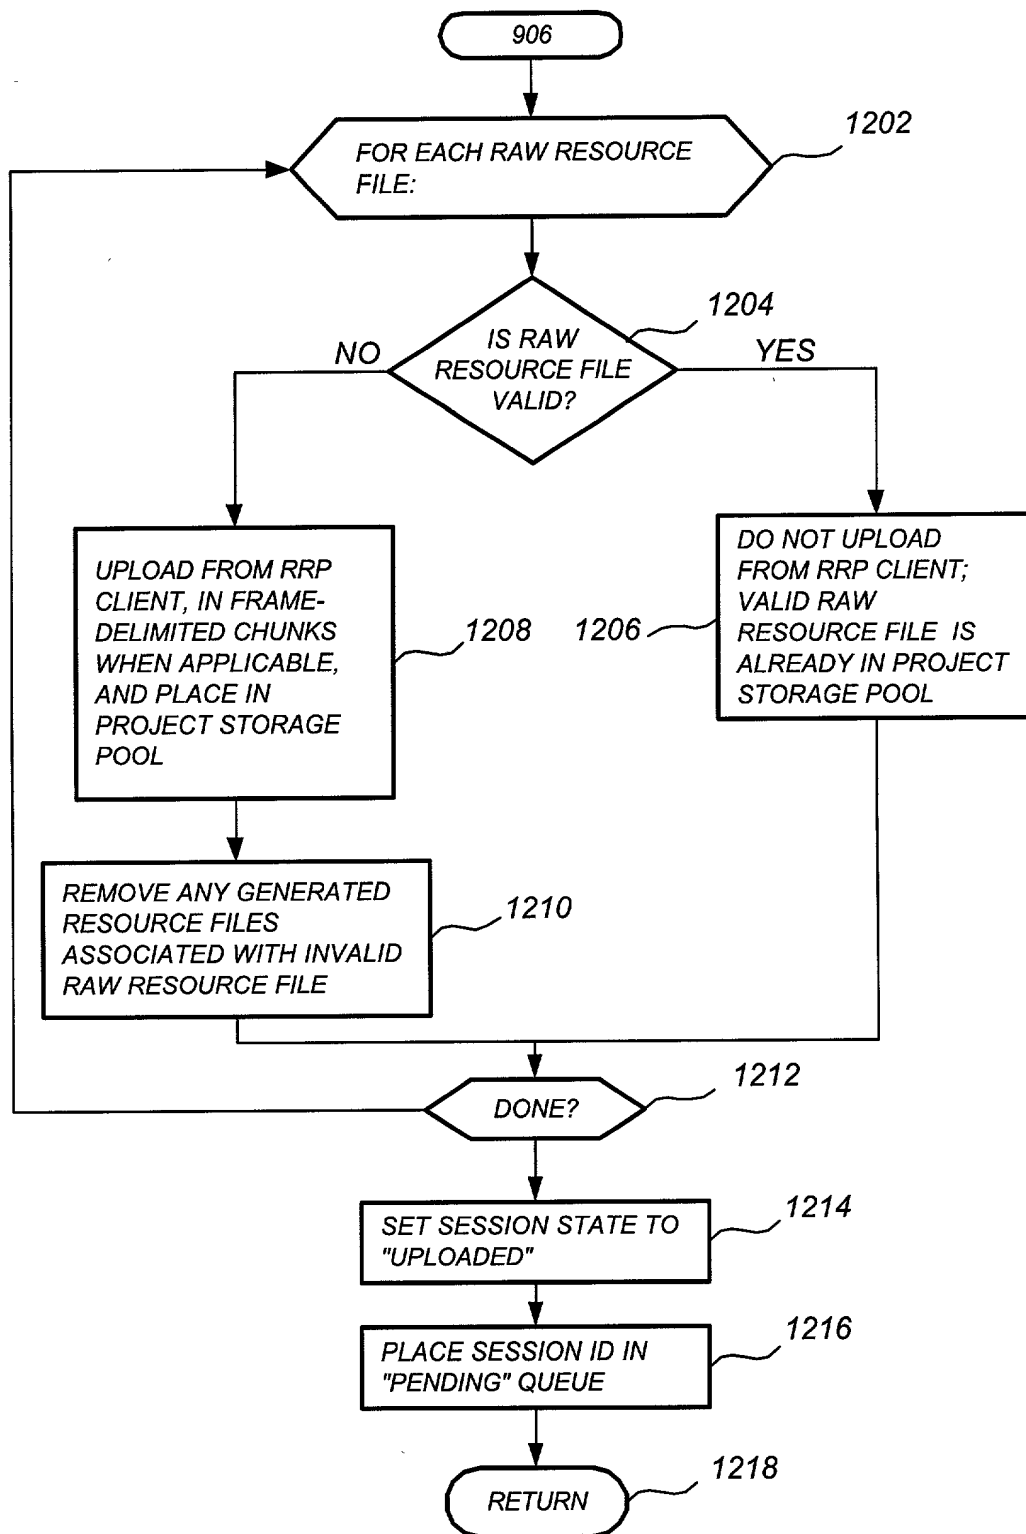 906
1202
FOR EACH RAW RESOURCE
FILE:
1204
IS RAW
RESOURCE FILE
VALID?
NO
YES
UPLOAD FROM RRP
CLIENT, IN FRAME-
DELIMITED CHUNKS
WHEN APPLICABLE,
AND PLACE IN
PROJECT STORAGE
POOL
1208
1206
DO NOT UPLOAD
FROM RRP CLIENT;
VALID RAW
RESOURCE FILE IS
ALREADY IN PROJECT
STORAGE POOL
REMOVE ANY GENERATED
RESOURCE FILES
ASSOCIATED WITH INVALID
RAW RESOURCE FILE
1210
DONE?
1212
SET SESSION STATE TO
"UPLOADED"
1214
PLACE SESSION ID IN
"PENDING" QUEUE
1216
RETURN
1218